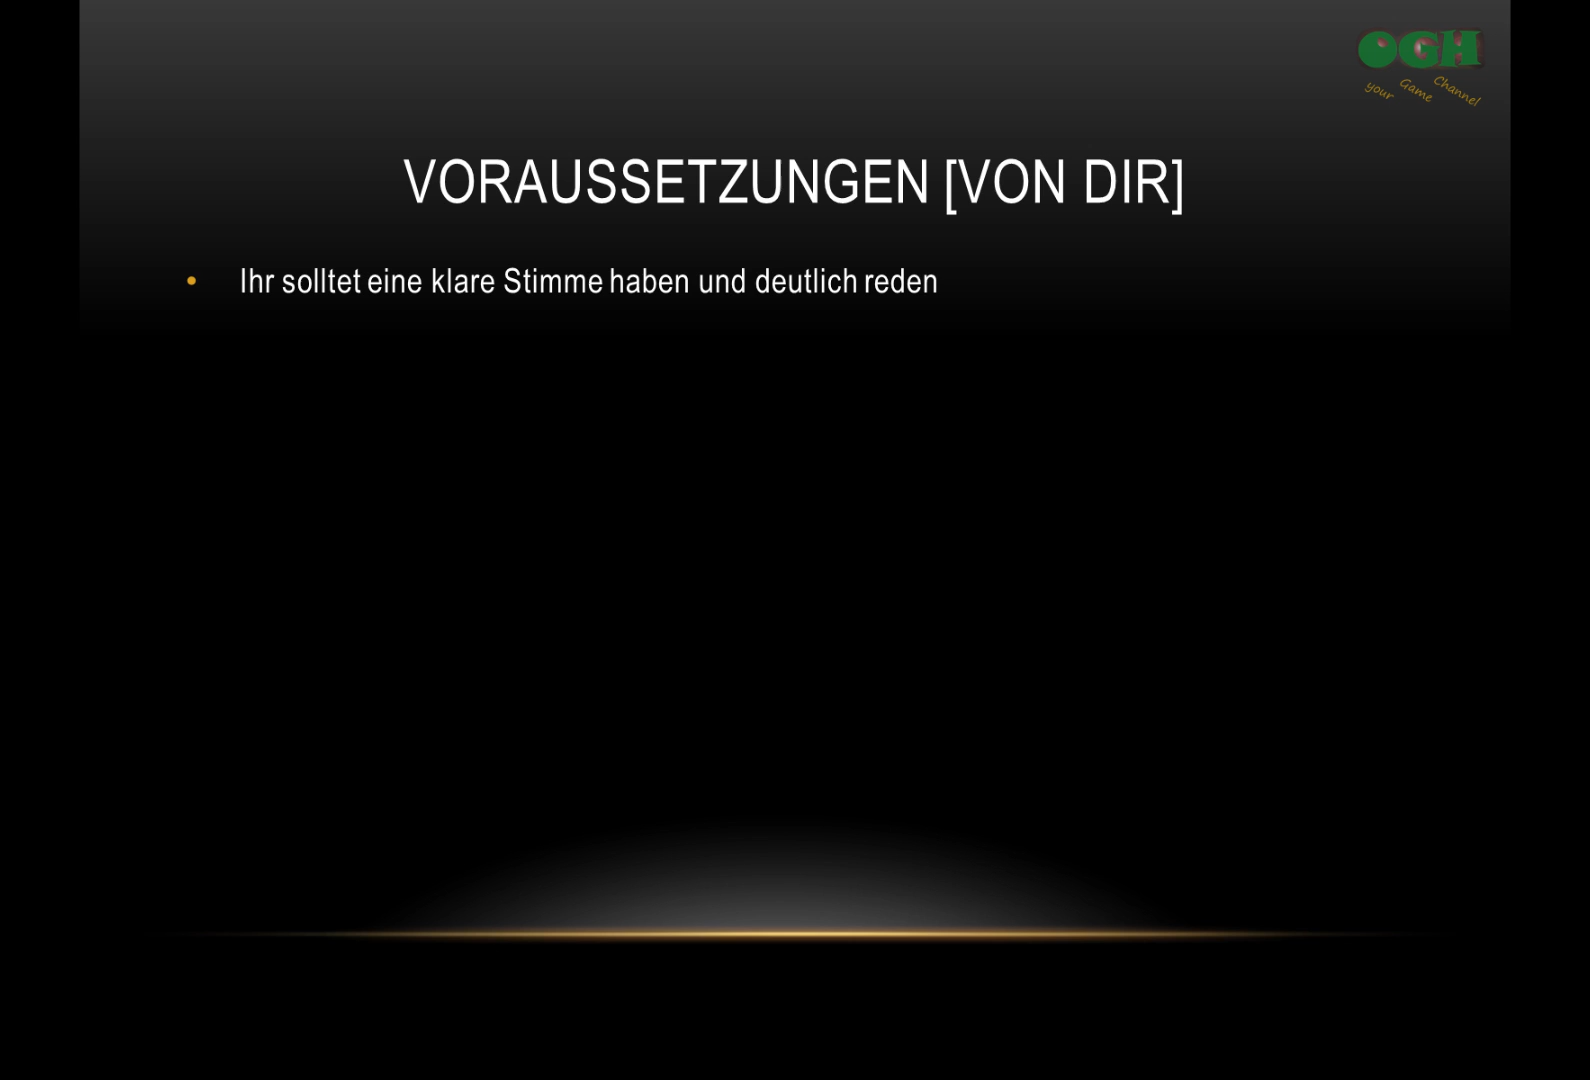 OGH
your Game Channel
VORAUSSETZUNGEN [VON DIR]
• Ihr solltet eine klare Stimme haben und deutlich reden